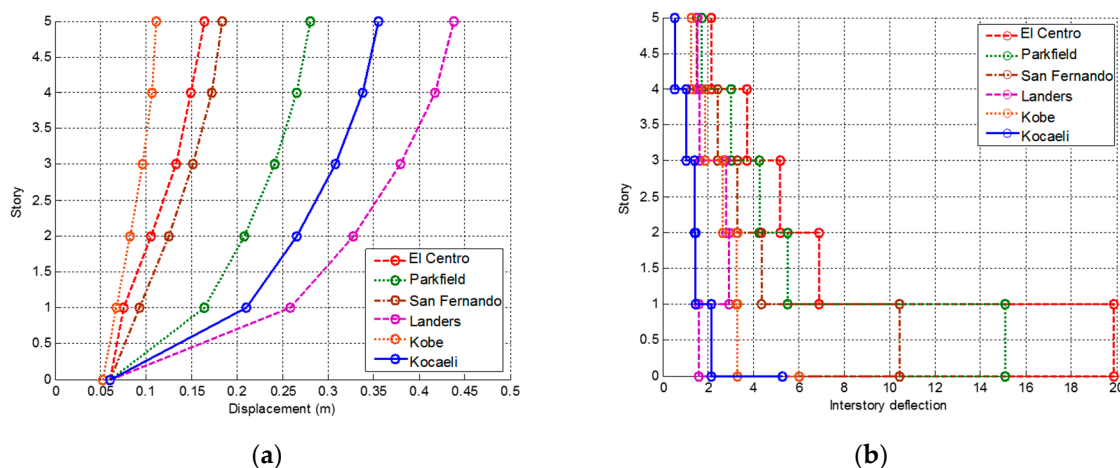 5
4.5
4
3.5
3
2.5
2
1.5
1
0.5
0
Story
0
0.05
0.1
0.15
0.2
0.25
0.3
0.35
0.4
0.45
0.5
Displacement (m)
El Centro
Parkfield
San Fernando
Landers
Kobe
Kocaeli
(a)
5
4.5
4
3.5
3
2.5
2
1.5
1
0.5
0
Story
0
2
4
6
8
10
12
14
16
18
20
Interstory deflection
El Centro
Parkfield
San Fernando
Landers
Kobe
Kocaeli
(b)